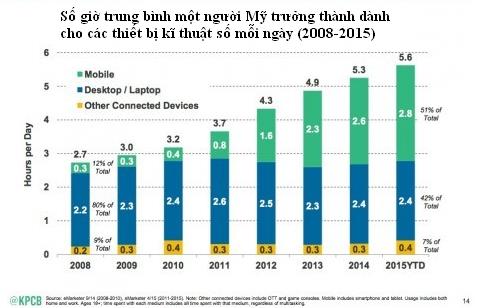 Số giờ trung bình một người Mỹ trưởng thành dành
cho các thiết bị kĩ thuật số mỗi ngày (2008-2015)
Hours per Day
6
5
4
3
2
1
0
Mobile
Desktop / Laptop
Other Connected Devices
2.7
0.3
2.2
0.2
12% of
Total
80% of
Total
9% of
Total
3.0
0.3
2.3
0.3
3.2
0.4
2.4
0.4
3.7
0.8
2.6
0.3
4.3
1.6
2.5
0.3
4.9
2.3
2.3
0.3
5.3
2.6
2.4
0.3
5.6
2.8
2.4
0.4
51% of
Total
42% of
Total
7% of
Total
2008
2009
2010
2011
2012
2013
2014
2015YTD
@KPCB
Source: eMarketer 9/14 (2008-2010), eMarketer 4/15 (2011-2015). Note: Other connected devices include OTT and game consoles. Mobile includes smartphone and tablet. Usage includes both
home and work. Ages 18+; time spent with each medium includes all time spent with that medium, regardless of multitasking.
14